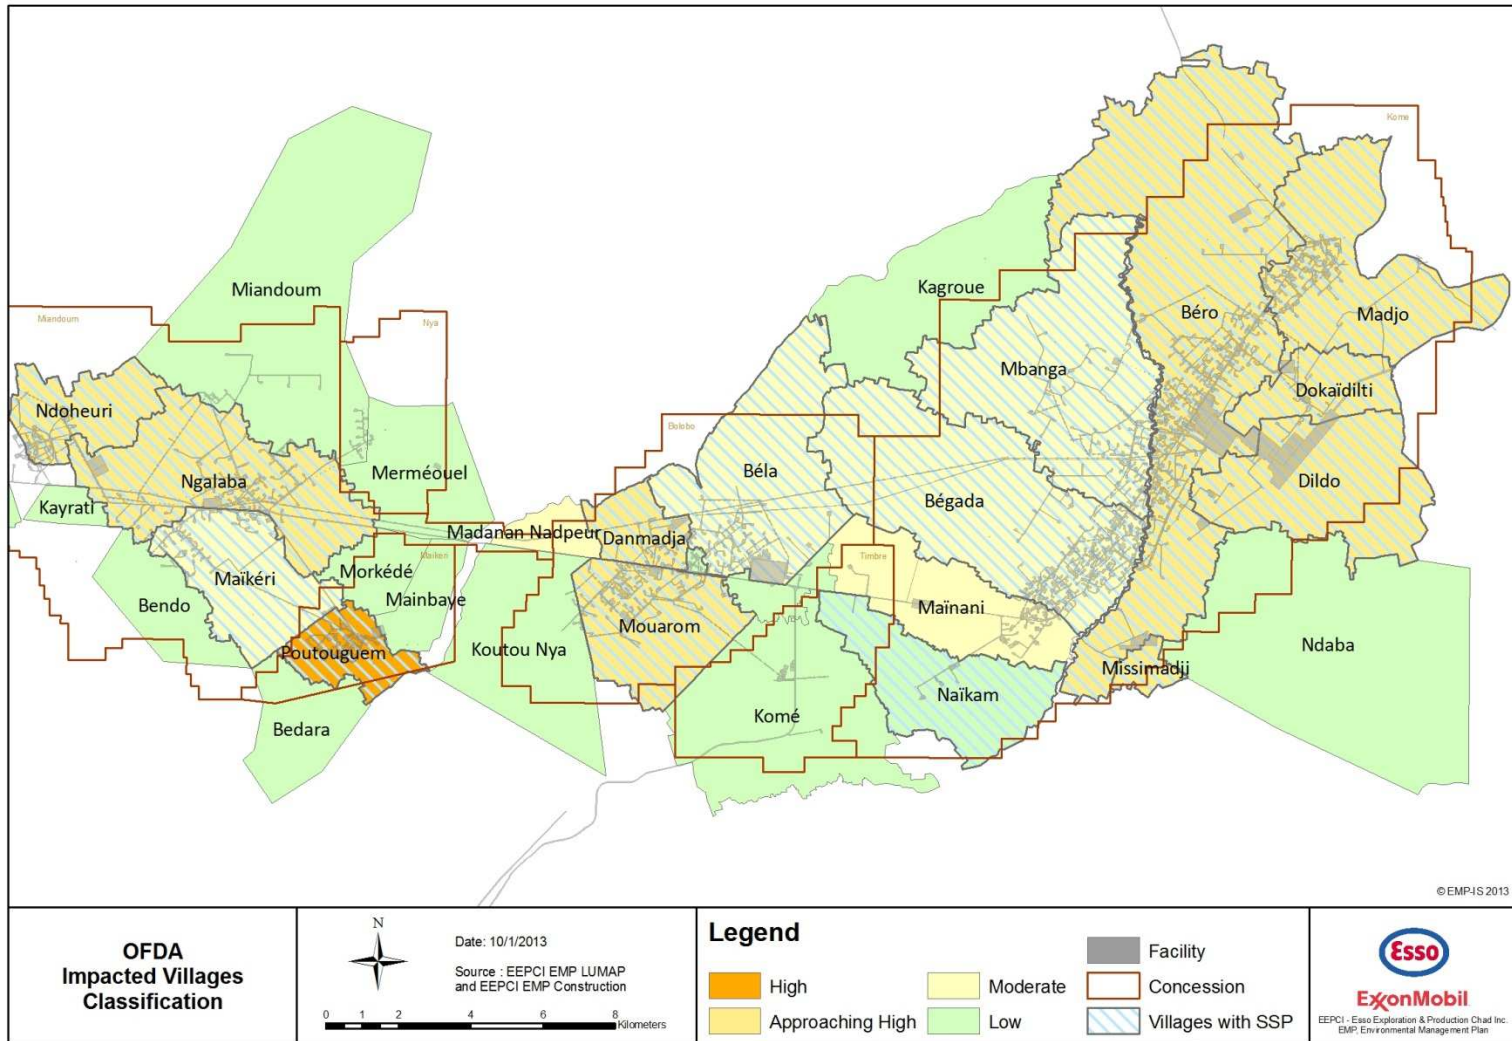 Kome
Miandoum
Kagroue
Miandoum
Nya
Béro
Madjo
Mbanga
Ndoheuri
Dokaïdilti
Bolobo
Béla
Merméouel
Ngalaba
Dildo
Bégada
Kayrati
Madanan Nadpeur
Danmadja
Maikeri
Timbre
Morkédé
Maïkéri
Mainbaye
Bendo
Maïnani
Mouarom
Ndaba
Poutouguem
Koutou Nya
Missimadji
Naïkam
Komé
Bedara
© EMP-IS 2013
OFDA
Impacted Villages
Classification
N
Date: 10/1/2013
Source : EEPCI EMP LUMAP
and EEPCI EMP Construction
0 1 2 4 6 8
Kilometers
Legend
High
Approaching High
Moderate
Low
Facility
Concession
Villages with SSP
Esso
ExxonMobil
EEPCI - Esso Exploration & Production Chad Inc.
EMP, Environmental Management Plan